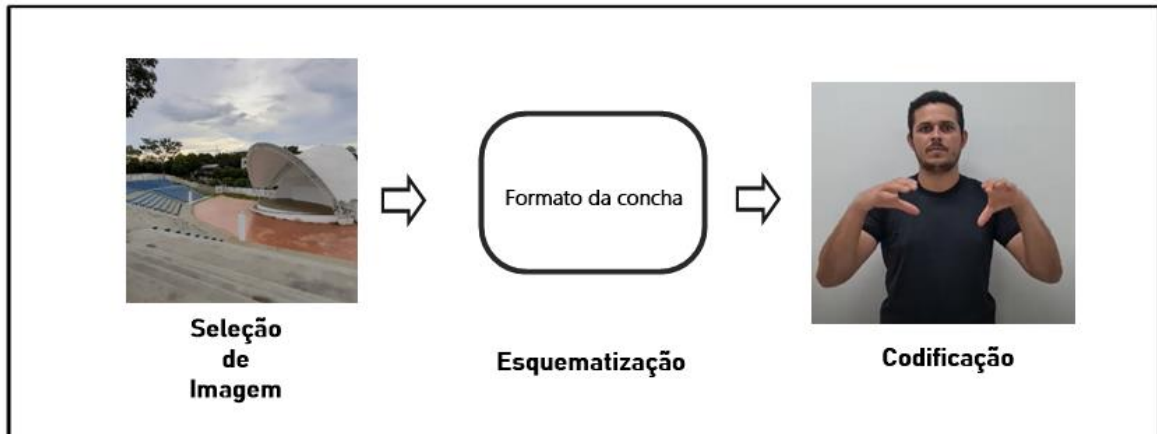 Formato da concha
Seleção
de
Imagem
Esquematização
Codificação